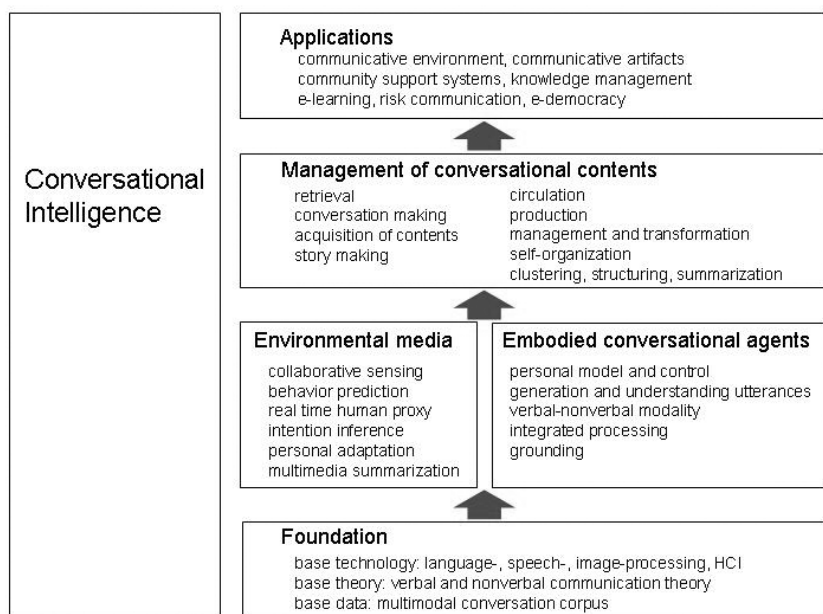 Conversational
Intelligence
Applications
communicative environment, communicative artifacts
community support systems, knowledge management
e-learning, risk communication, e-democracy
Management of conversational contents
retrieval
conversation making
acquisition of contents
story making
circulation
production
management and transformation
self-organization
clustering, structuring, summarization
Environmental media
collaborative sensing
behavior prediction
real time human proxy
intention inference
personal adaptation
multimedia summarization
Embodied conversational agents
personal model and control
generation and understanding utterances
verbal-nonverbal modality
integrated processing
grounding
Foundation
base technology: language-, speech-, image-processing, HCI
base theory: verbal and nonverbal communication theory
base data: multimodal conversation corpus